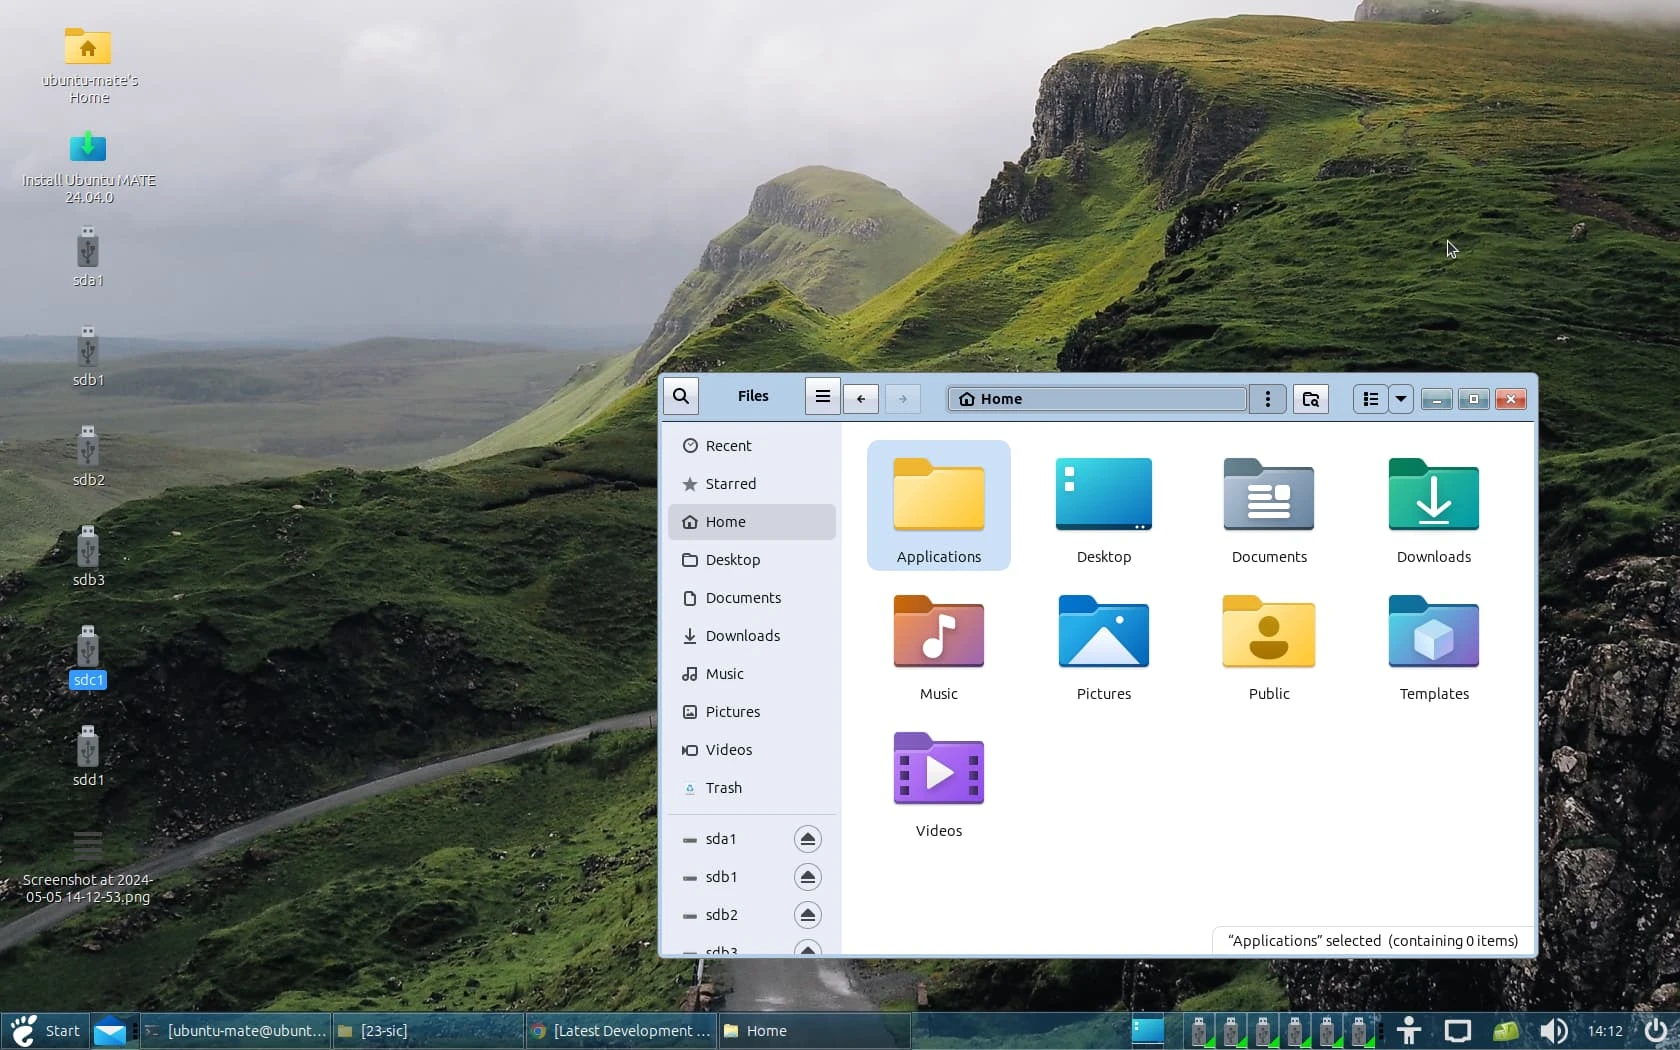 ubuntu-mate's
Home
Install Ubuntu MATE
24.04.0
sda1
sdb1
sdb2
sdb3
sdc1
sdd1
Screenshot at 2024-
05-05 14-12-53.png
Files
Home
Recent
Starred
Home
Desktop
Documents
Downloads
Music
Pictures
Videos
Trash
sda1
sdb1
sdb2
sdb3
Applications
Desktop
Documents
Downloads
Music
Pictures
Public
Templates
Videos
“Applications” selected (containing 0 items)
Start
[ubuntu-mate@ubunt...
[23-sic]
[Latest Development ...
Home
14:12